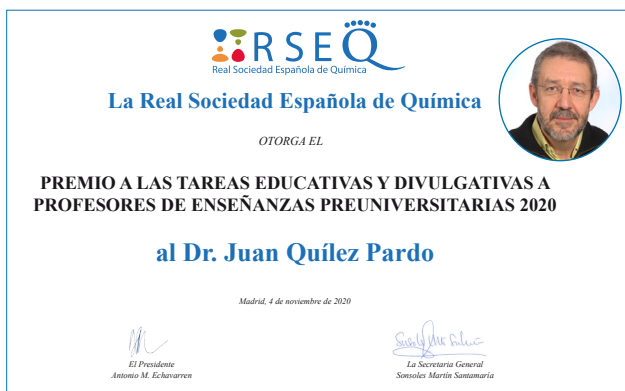 RSEQ
Real Sociedad Española de Química
La Real Sociedad Española de Química
OTORGA EL
PREMIO A LAS TAREAS EDUCATIVAS Y DIVULGATIVAS A
PROFESORES DE ENSEÑANZAS PREUNIVERSITARIAS 2020
al Dr. Juan Quílez Pardo
Madrid, 4 de noviembre de 2020
El Presidente
Antonio M. Echavarren
La Secretaria General
Sonsoles Martín Santamaría